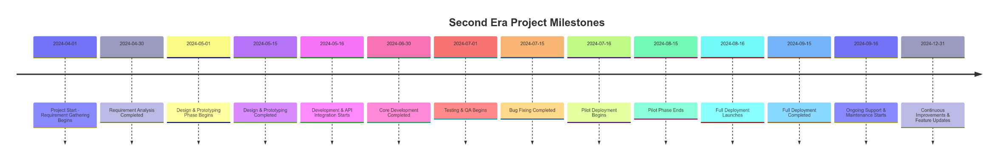 Second Era Project Milestones
2024-04-01
2024-04-30
2024-05-01
2024-05-15
2024-05-16
2024-06-30
2024-07-01
2024-07-15
2024-07-16
2024-08-15
2024-08-16
2024-09-15
2024-09-16
2024-12-31
Project Start -
Requirement Gathering
Begins
Requirement Analysis
Completed
Design & Prototyping
Phase Begins
Design & Prototyping
Completed
Development & API
Integration Starts
Core Development
Completed
Testing & QA Begins
Bug Fixing Completed
Pilot Deployment
Begins
Pilot Phase Ends
Full Deployment
Launches
Full Deployment
Completed
Ongoing Support &
Maintenance Starts
Continuous
Improvements &
Feature Updates